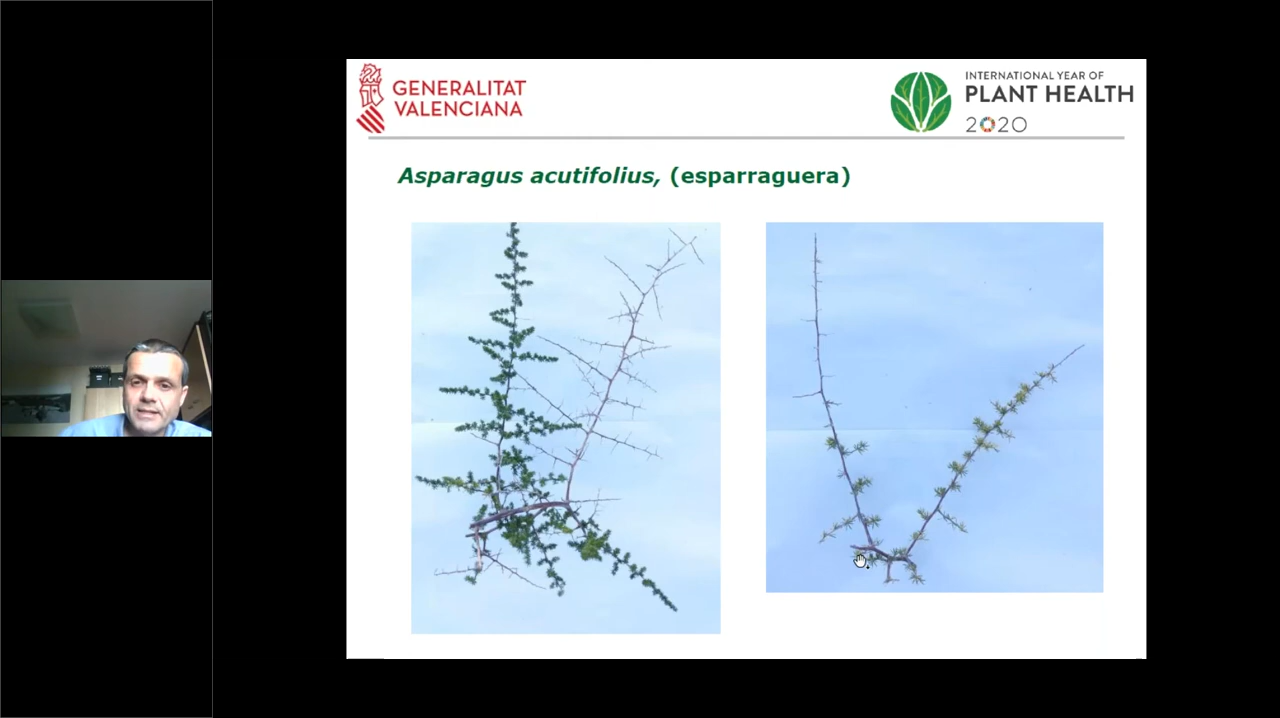 GENERALITAT
VALENCIANA
INTERNATIONAL YEAR OF
PLANT HEALTH
2020
Asparagus acutifolius, (esparraguera)